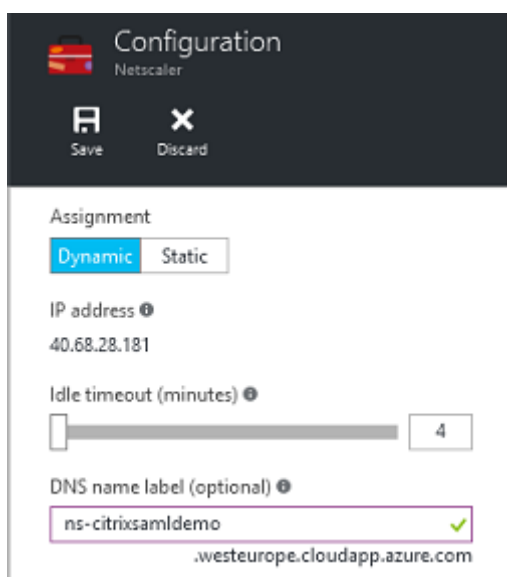 Configuration
Netscaler
Save Discard
Assignment
Dynamic Static
IP address
40.68.28.181
Idle timeout (minutes)
4
DNS name label (optional)
ns-citrixsamldemo
.westeurope.cloudapp.azure.com